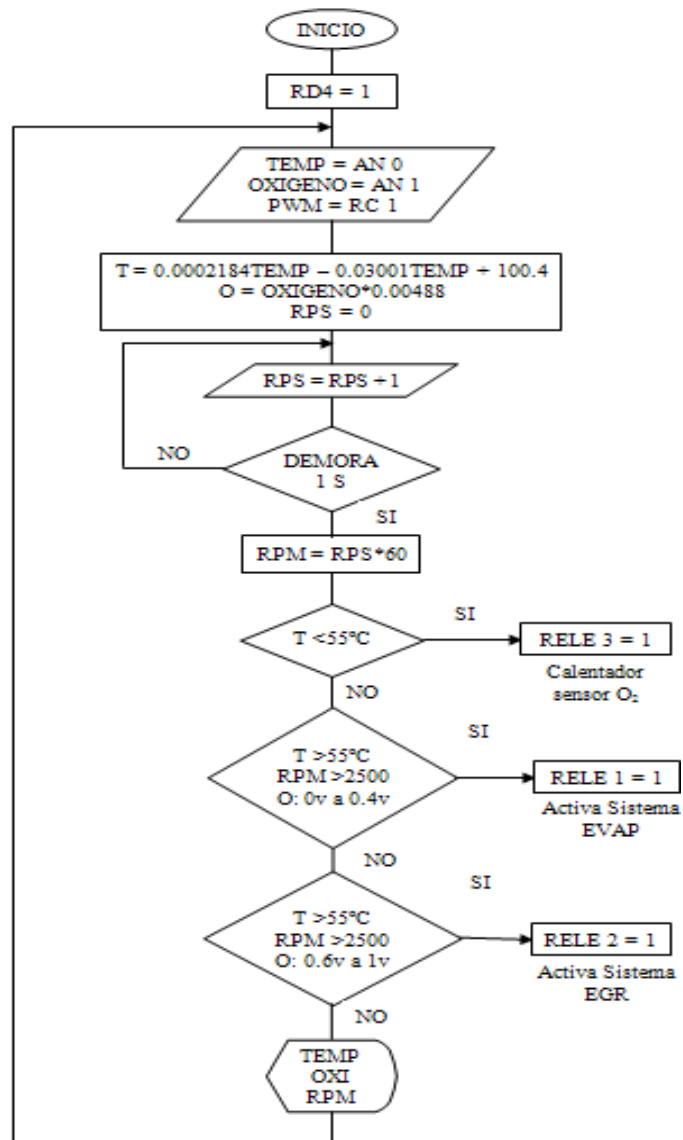 INICIO
RD4 = 1
TEMP = AN 0
OXIGENO = AN 1
PWM = RC 1
T = 0.0002184TEMP – 0.03001TEMP + 100.4
O = OXIGENO*0.00488
RPS = 0
RPS = RPS + 1
NO
DEMORA
1 S
SI
RPM = RPS*60
T <55°C
SI
RELE 3 = 1
Calentador
sensor O₂
NO
T >55°C
RPM >2500
O: 0v a 0.4v
SI
RELE 1 = 1
Activa Sistema
EVAP
NO
T >55°C
RPM >2500
O: 0.6v a 1v
SI
RELE 2 = 1
Activa Sistema
EGR
NO
TEMP
OXI
RPM